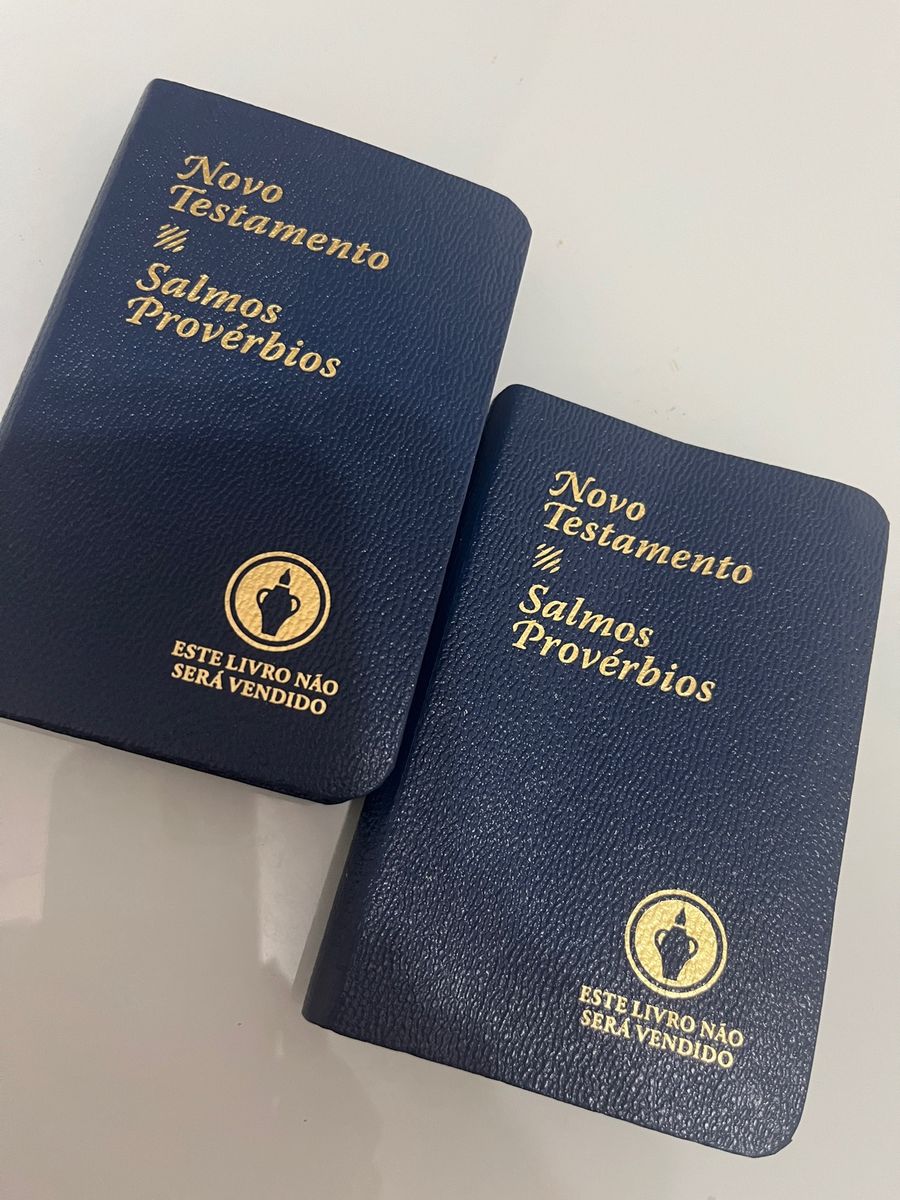 Novo
Testamento
Salmos
Provérbios
ESTE LIVRO NÃO
SERÁ VENDIDO
Novo
Testamento
Salmos
Provérbios
ESTE LIVRO NÃO
SERÁ VENDIDO